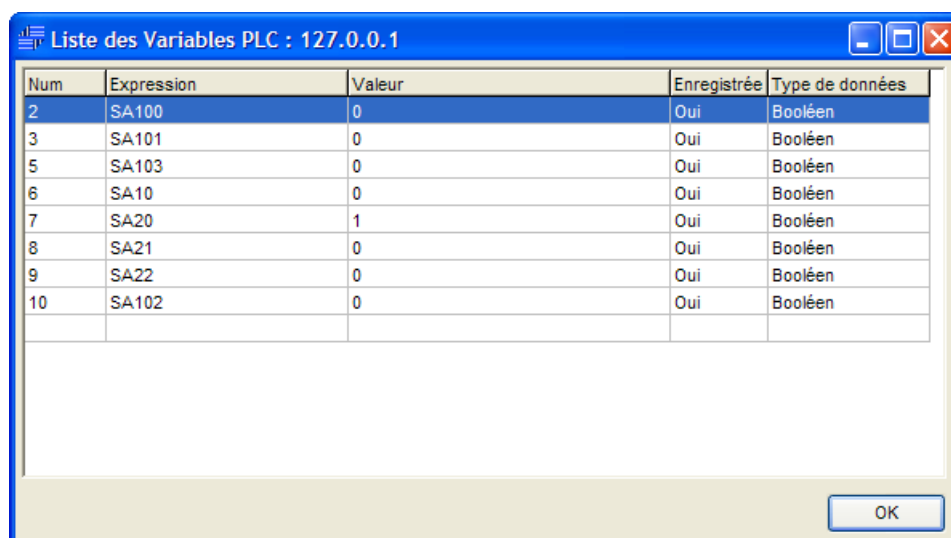 Liste des Variables PLC : 127.0.0.1
Num Expression Valeur Enregistrée Type de données
2 SA100 0 Oui Booléen
3 SA101 0 Oui Booléen
5 SA103 0 Oui Booléen
6 SA10 0 Oui Booléen
7 SA20 1 Oui Booléen
8 SA21 0 Oui Booléen
9 SA22 0 Oui Booléen
10 SA102 0 Oui Booléen
OK